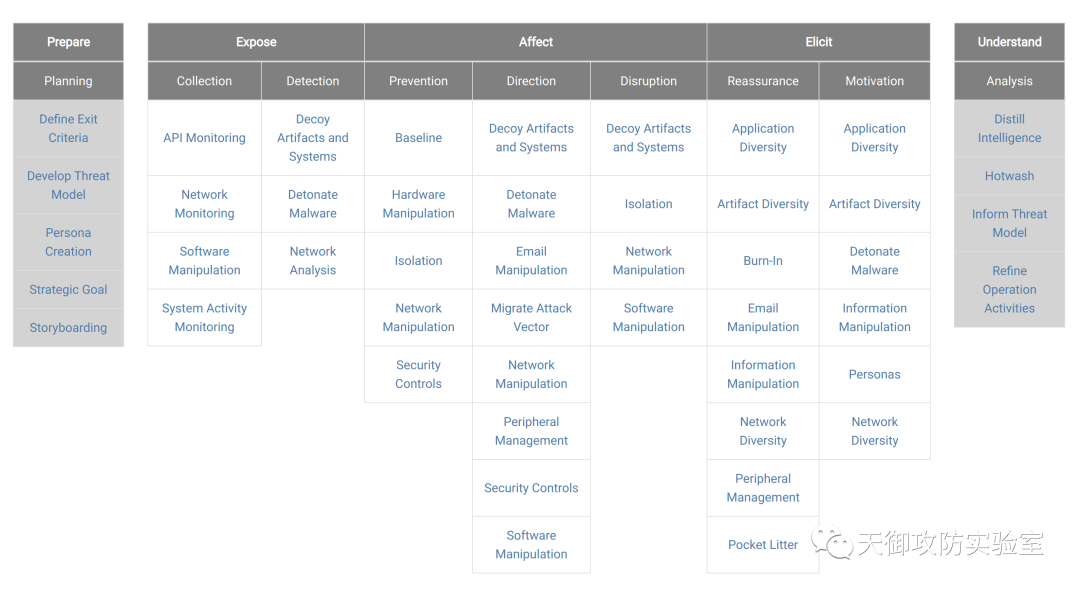 Prepare
Expose
Affect
Elicit
Understand
Planning
Collection
Detection
Prevention
Direction
Disruption
Reassurance
Motivation
Analysis
Define Exit
Criteria
Develop Threat
Model
Persona
Creation
Strategic Goal
Storyboarding
API Monitoring
Network
Monitoring
Software
Manipulation
System Activity
Monitoring
Decoy
Artifacts and
Systems
Detonate
Malware
Network
Analysis
Baseline
Hardware
Manipulation
Isolation
Network
Manipulation
Security
Controls
Decoy Artifacts
and Systems
Detonate
Malware
Email
Manipulation
Migrate Attack
Vector
Network
Manipulation
Peripheral
Management
Security Controls
Software
Manipulation
Decoy Artifacts
and Systems
Isolation
Network
Manipulation
Software
Manipulation
Application
Diversity
Artifact Diversity
Burn-In
Email
Manipulation
Information
Manipulation
Network
Diversity
Peripheral
Management
Pocket Litter
Application
Diversity
Artifact Diversity
Detonate
Malware
Information
Manipulation
Personas
Network
Diversity
Distill
Intelligence
Hotwash
Inform Threat
Model
Refine
Operation
Activities
天御攻防实验室